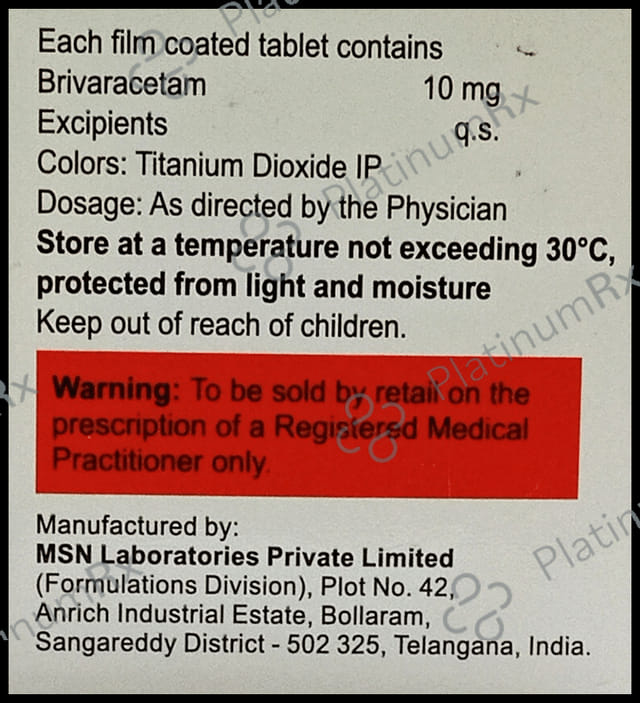 Each film coated tablet contains
Brivaracetam 10 mg
Excipients q.s.
Colors: Titanium Dioxide IP
Dosage: As directed by the Physician
Store at a temperature not exceeding 30°C,
protected from light and moisture
Keep out of reach of children.
Warning: To be sold by retail on the
prescription of a Registered Medical
Practitioner only.
Manufactured by:
MSN Laboratories Private Limited
(Formulations Division), Plot No. 42,
Anrich Industrial Estate, Bollaram,
Sangareddy District - 502 325, Telangana, India.
PlatinumRx
PlatinumRx